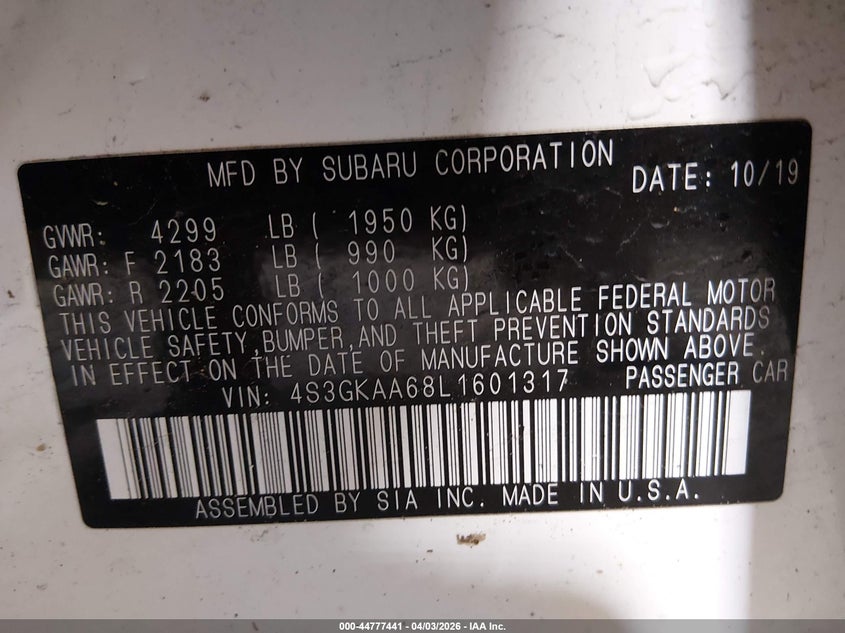 MFD BY SUBARU CORPORATION DATE: 10/19
GVWR: 4299 LB ( 1950 KG)
GAWR: F 2183 LB ( 990 KG)
GAWR: R 2205 LB ( 1000 KG)
THIS VEHICLE CONFORMS TO ALL APPLICABLE FEDERAL MOTOR
VEHICLE SAFETY BUMPER, AND THEFT PREVENTION STANDARDS
IN EFFECT ON THE DATE OF MANUFACTURE SHOWN ABOVE.
VIN: 4S3GKAA68L1601317 PASSENGER CAR
ASSEMBLED BY SIA INC. MADE IN U.S.A.
000-44777441 - 04/03/2026 - IAA Inc.